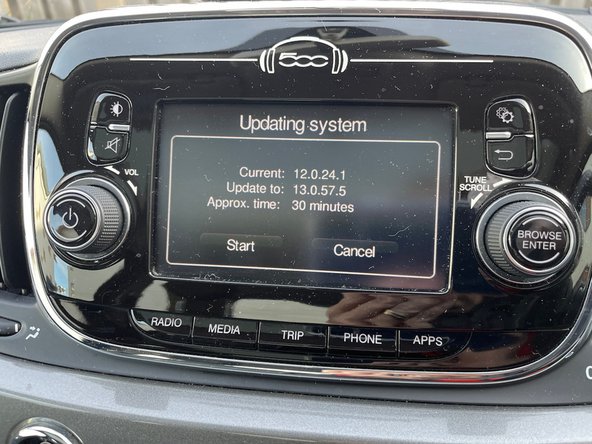 500
Updating system
Current: 12.0.24.1
Update to: 13.0.57.5
Approx. time: 30 minutes
Start Cancel
VOL
TUNE
SCROLL
BROWSE
ENTER
RADIO MEDIA TRIP PHONE APPS